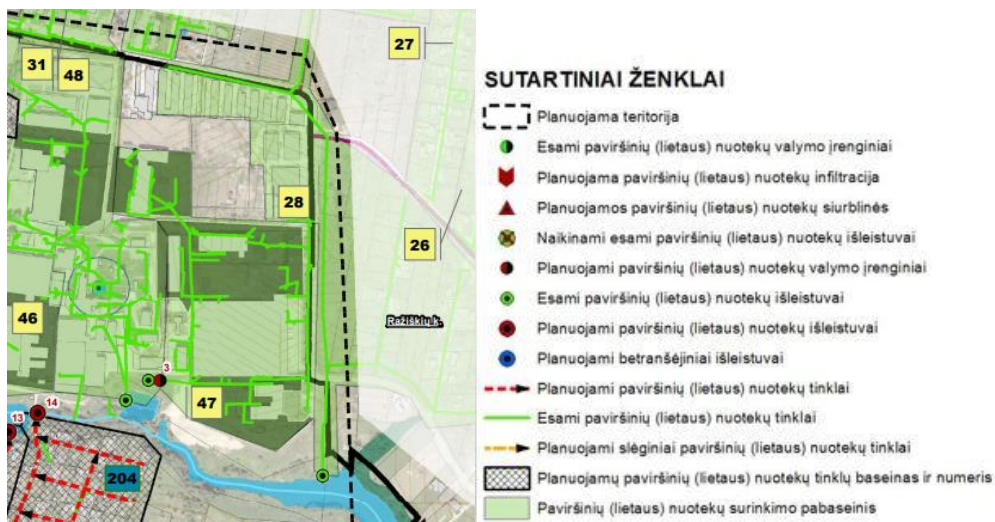 27
31
48
28
26
46
Ražiškių k.
3
47
14
13
204
SUTARTINIAI ŽENKLAI
Planuojama teritorija
Esami paviršinių (lietaus) nuotekų valymo įrenginiai
Planuojama paviršinių (lietaus) nuotekų infiltracija
Planuojamos paviršinių (lietaus) nuotekų siurblinės
Naikinami esami paviršinių (lietaus) nuotekų išleistuvai
Planuojami paviršinių (lietaus) nuotekų valymo įrenginiai
Esami paviršinių (lietaus) nuotekų išleistuvai
Planuojami paviršinių (lietaus) nuotekų išleistuvai
Planuojami betranšėjiniai išleistuvai
Planuojami paviršinių (lietaus) nuotekų tinklai
Esami paviršinių (lietaus) nuotekų tinklai
Planuojami slėginiai paviršinių (lietaus) nuotekų tinklai
Planuojamų paviršinių (lietaus) nuotekų tinklų baseinas ir numeris
Paviršinių (lietaus) nuotekų surinkimo pabaseinis